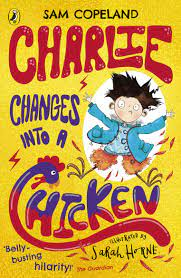 SAM COPELAND
CHARLIE
CHANGES
INTO A
CHICKEN
ILLUSTRATED BY
SARAH HORNE
'Belly-
busting
hilarity!' The Guardian